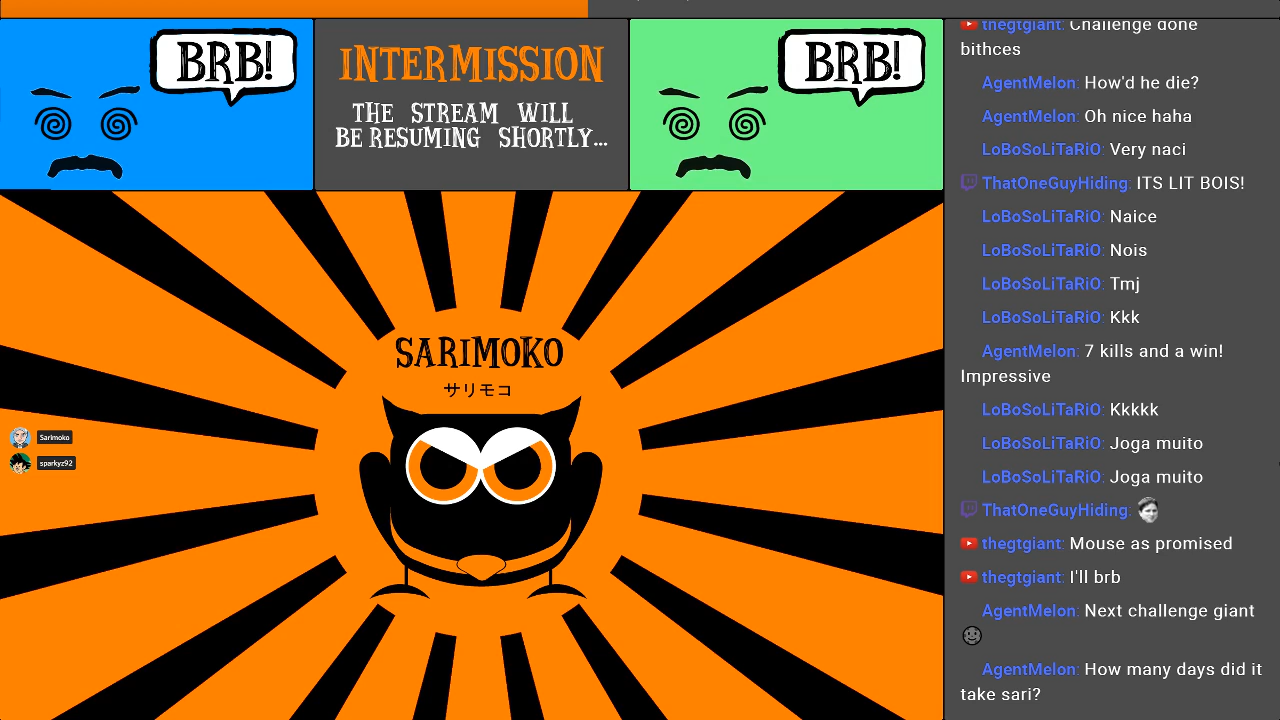 BRB!
INTERMISSION
THE STREAM WILL
BE RESUMING SHORTLY...
BRB!
SARIMOKO
サリモコ
Sarimoko
sparkyz92
thegtgiant: Challenge done
bithces
AgentMelon: How'd he die?
AgentMelon: Oh nice haha
LoBoSoLiTaRiO: Very naci
ThatOneGuyHiding: ITS LIT BOIS!
LoBoSoLiTaRiO: Naice
LoBoSoLiTaRiO: Nois
LoBoSoLiTaRiO: Tmj
LoBoSoLiTaRiO: Kkk
AgentMelon: 7 kills and a win!
Impressive
LoBoSoLiTaRiO: Kkkkk
LoBoSoLiTaRiO: Joga muito
LoBoSoLiTaRiO: Joga muito
ThatOneGuyHiding:
thegtgiant: Mouse as promised
thegtgiant: I'll brb
AgentMelon: Next challenge giant
AgentMelon: How many days did it
take sari?